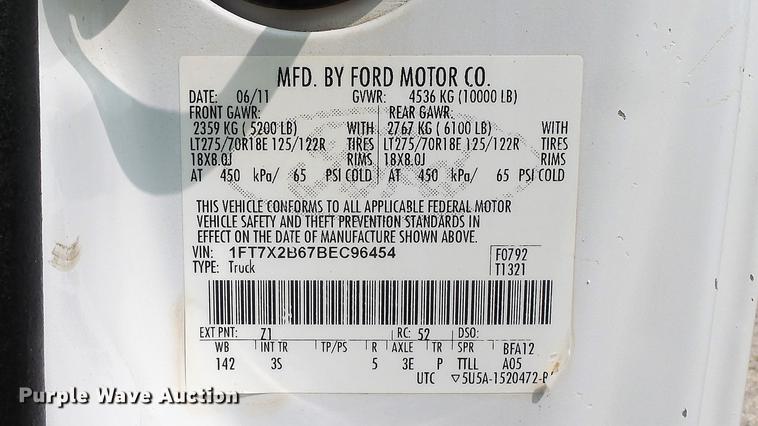 MFD. BY FORD MOTOR CO.
DATE: 06/11 GVWR: 4536 KG (10000 LB)
FRONT GAWR: REAR GAWR:
2359 KG ( 5200 LB) WITH 2767 KG ( 6100 LB) WITH
LT275/70R18E 125/122R TIRES LT275/70R18E 125/122R TIRES
18X8.0J RIMS 18X8.0J RIMS
AT 450 kPa/ 65 PSI COLD AT 450 kPa/ 65 PSI COLD
THIS VEHICLE CONFORMS TO ALL APPLICABLE FEDERAL MOTOR
VEHICLE SAFETY AND THEFT PREVENTION STANDARDS IN
EFFECT ON THE DATE OF MANUFACTURE SHOWN ABOVE.
VIN: 1FT7X2B67BEC96454 F0792
TYPE: Truck T1321
EXT PNT: Z1 RC: 52 DSO:
WB INT TR TP/PS R AXLE TR SPR BFA12
142 3S 5 3E P TTLL A05
UTC ▽5U5A-1520472-B
Purple Wave Auction